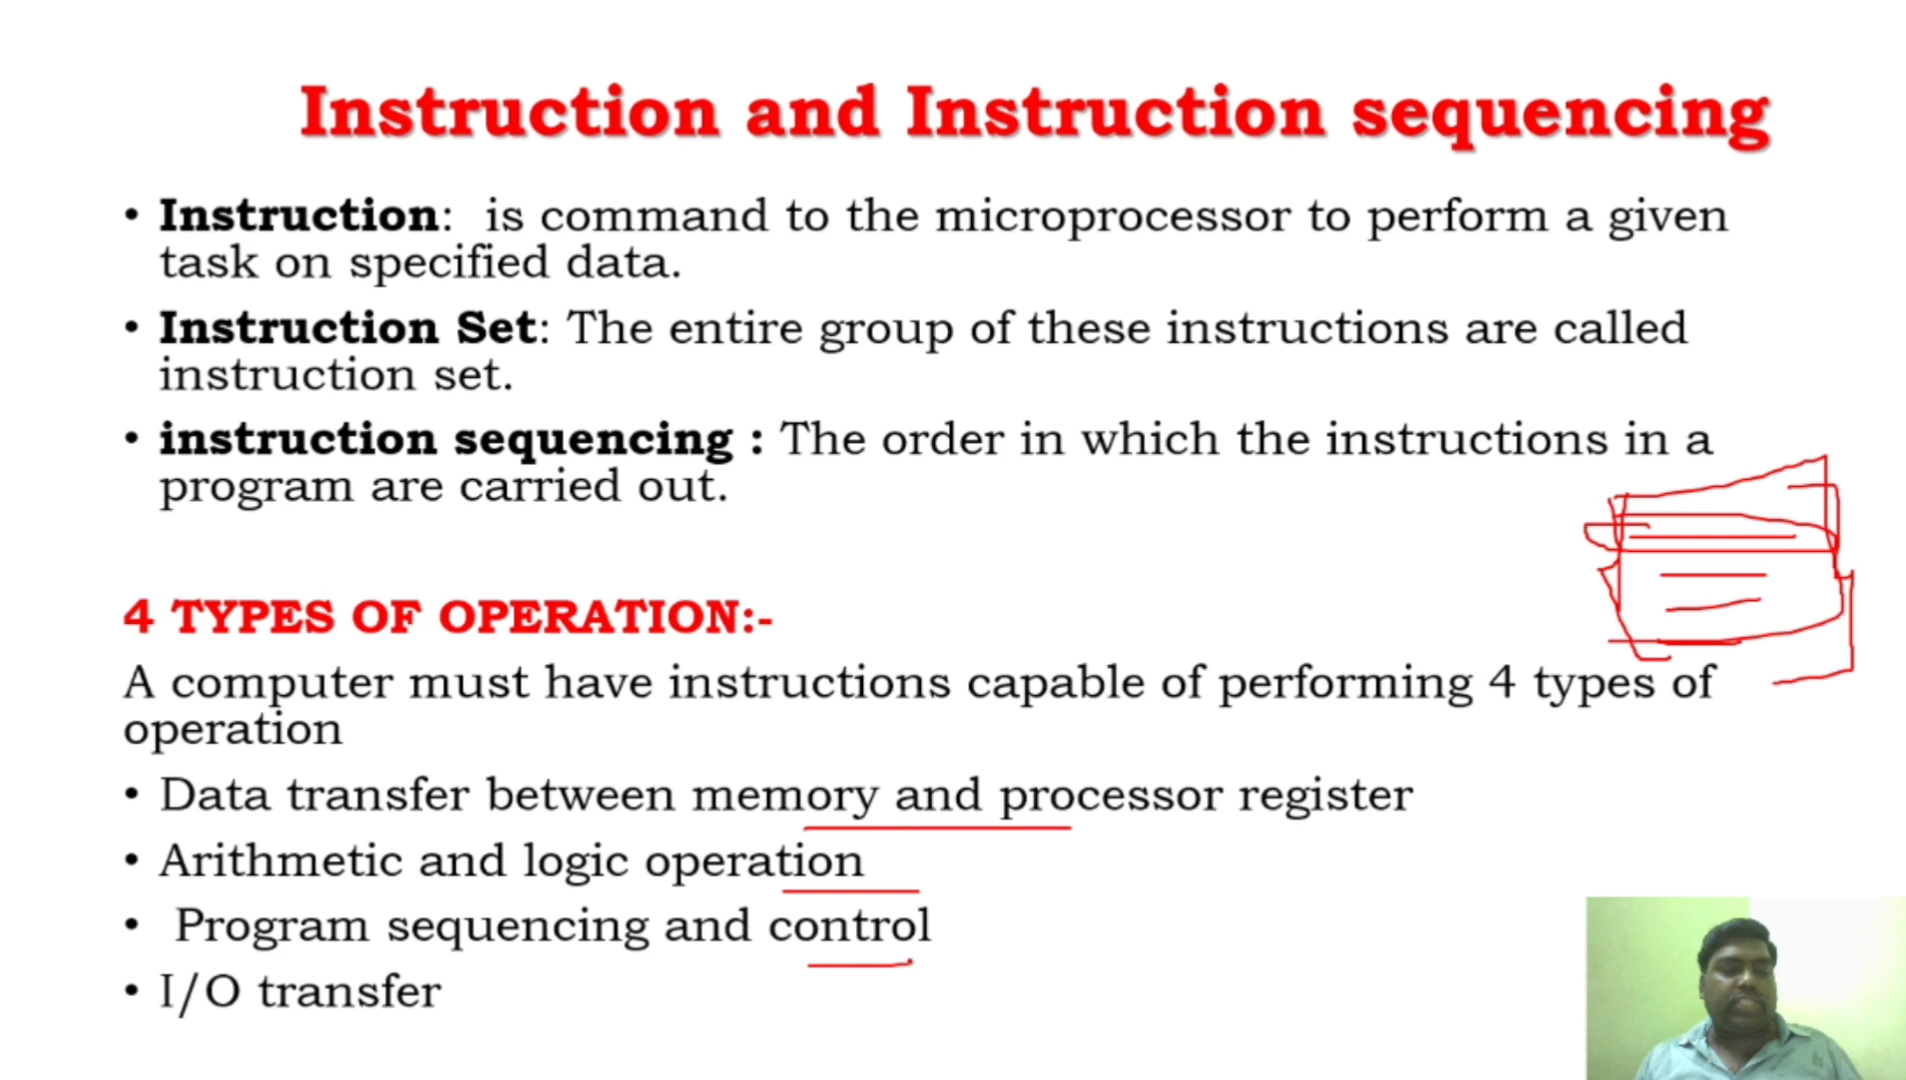 Instruction and Instruction sequencing
• Instruction: is command to the microprocessor to perform a given
task on specified data.
• Instruction Set: The entire group of these instructions are called
instruction set.
• instruction sequencing : The order in which the instructions in a
program are carried out.
4 TYPES OF OPERATION:-
A computer must have instructions capable of performing 4 types of
operation
• Data transfer between memory and processor register
• Arithmetic and logic operation
• Program sequencing and control
• I/O transfer